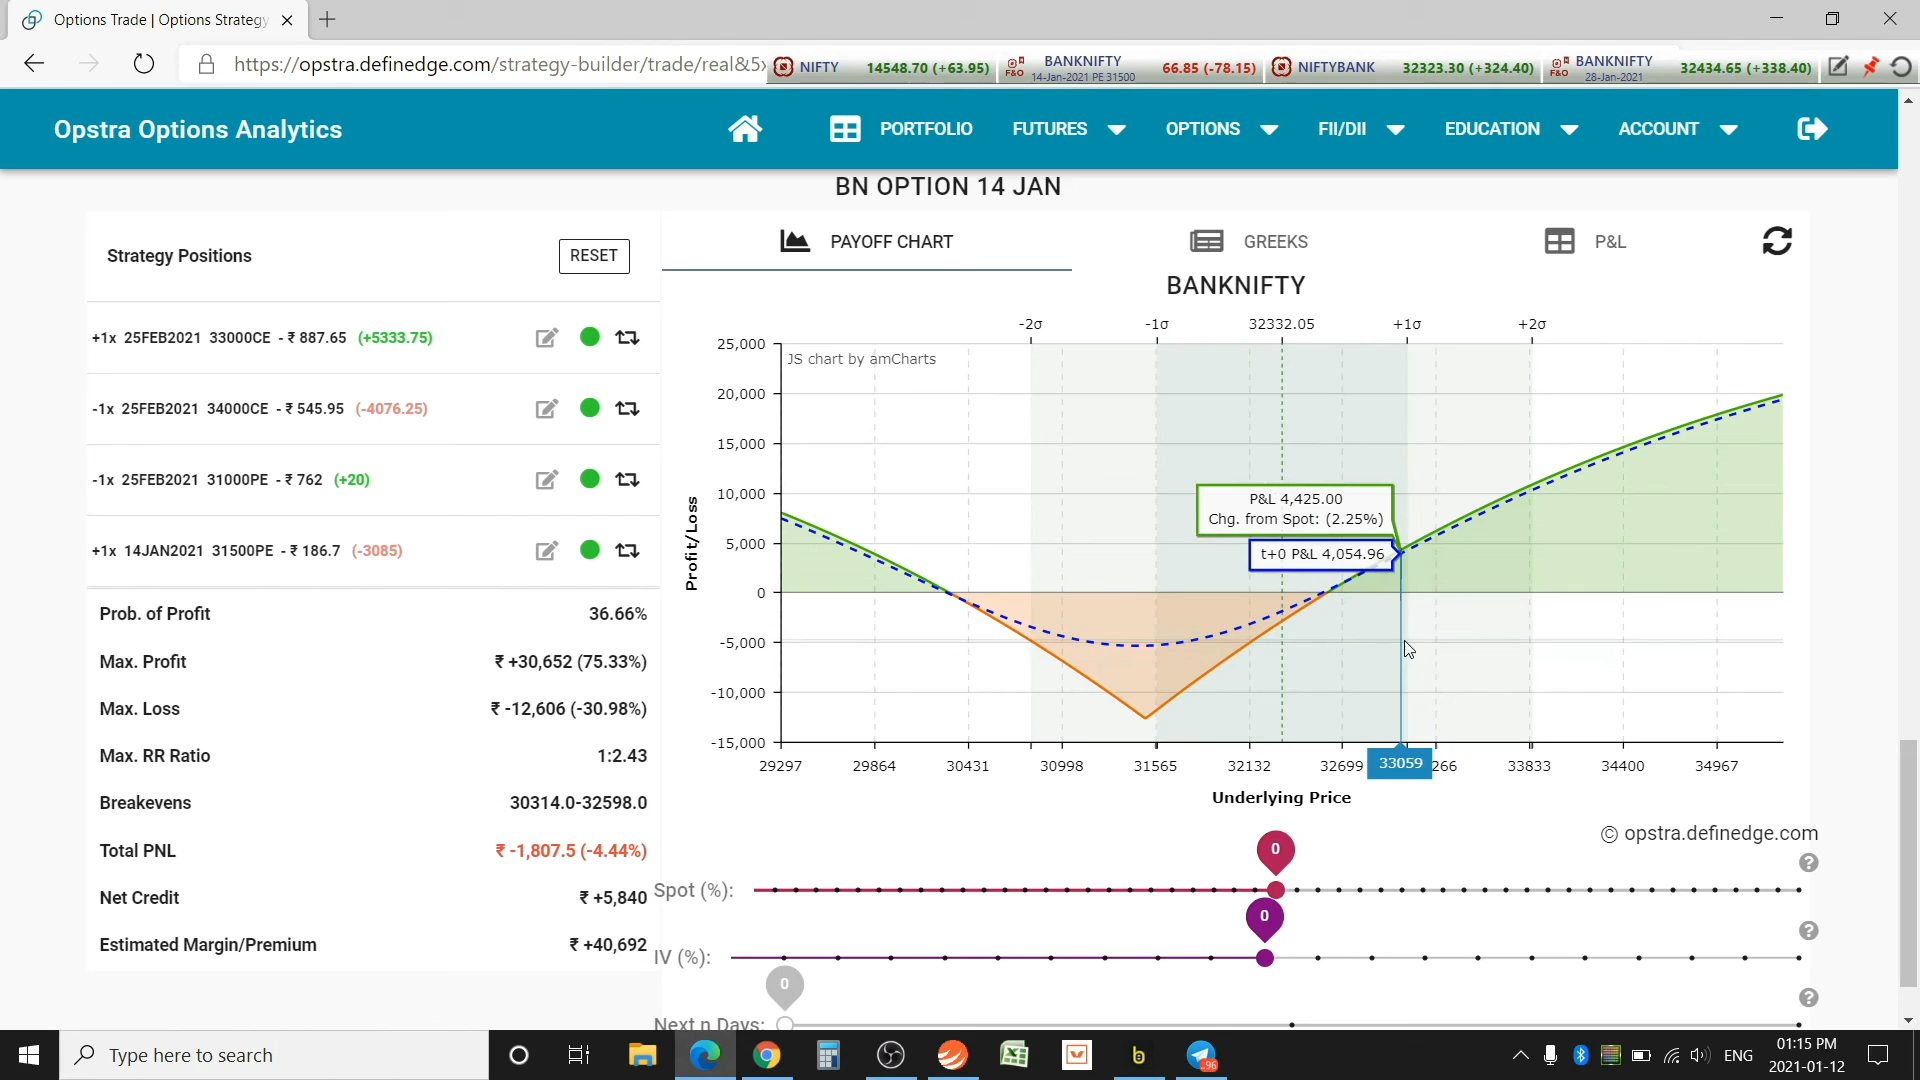 Options Trade | Options Strategy
https://opstra.definedge.com/strategy-builder/trade/real&5x
NIFTY 14548.70 (+63.95)
F&O BANKNIFTY 14-Jan-2021 PE 31500 66.85 (-78.15)
NIFTYBANK 32323.30 (+324.40)
F&O BANKNIFTY 28-Jan-2021 32434.65 (+338.40)
Opstra Options Analytics
PORTFOLIO FUTURES OPTIONS FII/DII EDUCATION ACCOUNT
BN OPTION 14 JAN
Strategy Positions RESET
+1x 25FEB2021 33000CE - ₹ 887.65 (+5333.75)
-1x 25FEB2021 34000CE - ₹ 545.95 (-4076.25)
-1x 25FEB2021 31000PE - ₹ 762 (+20)
+1x 14JAN2021 31500PE - ₹ 186.7 (-3085)
Prob. of Profit 36.66%
Max. Profit ₹ +30,652 (75.33%)
Max. Loss ₹ -12,606 (-30.98%)
Max. RR Ratio 1:2.43
Breakevens 30314.0-32598.0
Total PNL ₹ -1,807.5 (-4.44%)
Net Credit ₹ +5,840
Estimated Margin/Premium ₹ +40,692
PAYOFF CHART GREEKS P&L
BANKNIFTY
-2σ -1σ 32332.05 +1σ +2σ
JS chart by amCharts
25,000
20,000
15,000
10,000
5,000
0
-5,000
-10,000
-15,000
Profit/Loss
P&L 4,425.00
Chg. from Spot: (2.25%)
t+0 P&L 4,054.96
29297 29864 30431 30998 31565 32132 32699 33059 266 33833 34400 34967
Underlying Price
© opstra.definedge.com
0
Spot (%):
0
IV (%):
0
Next n Days:
Type here to search
96
ENG
01:15 PM
2021-01-12